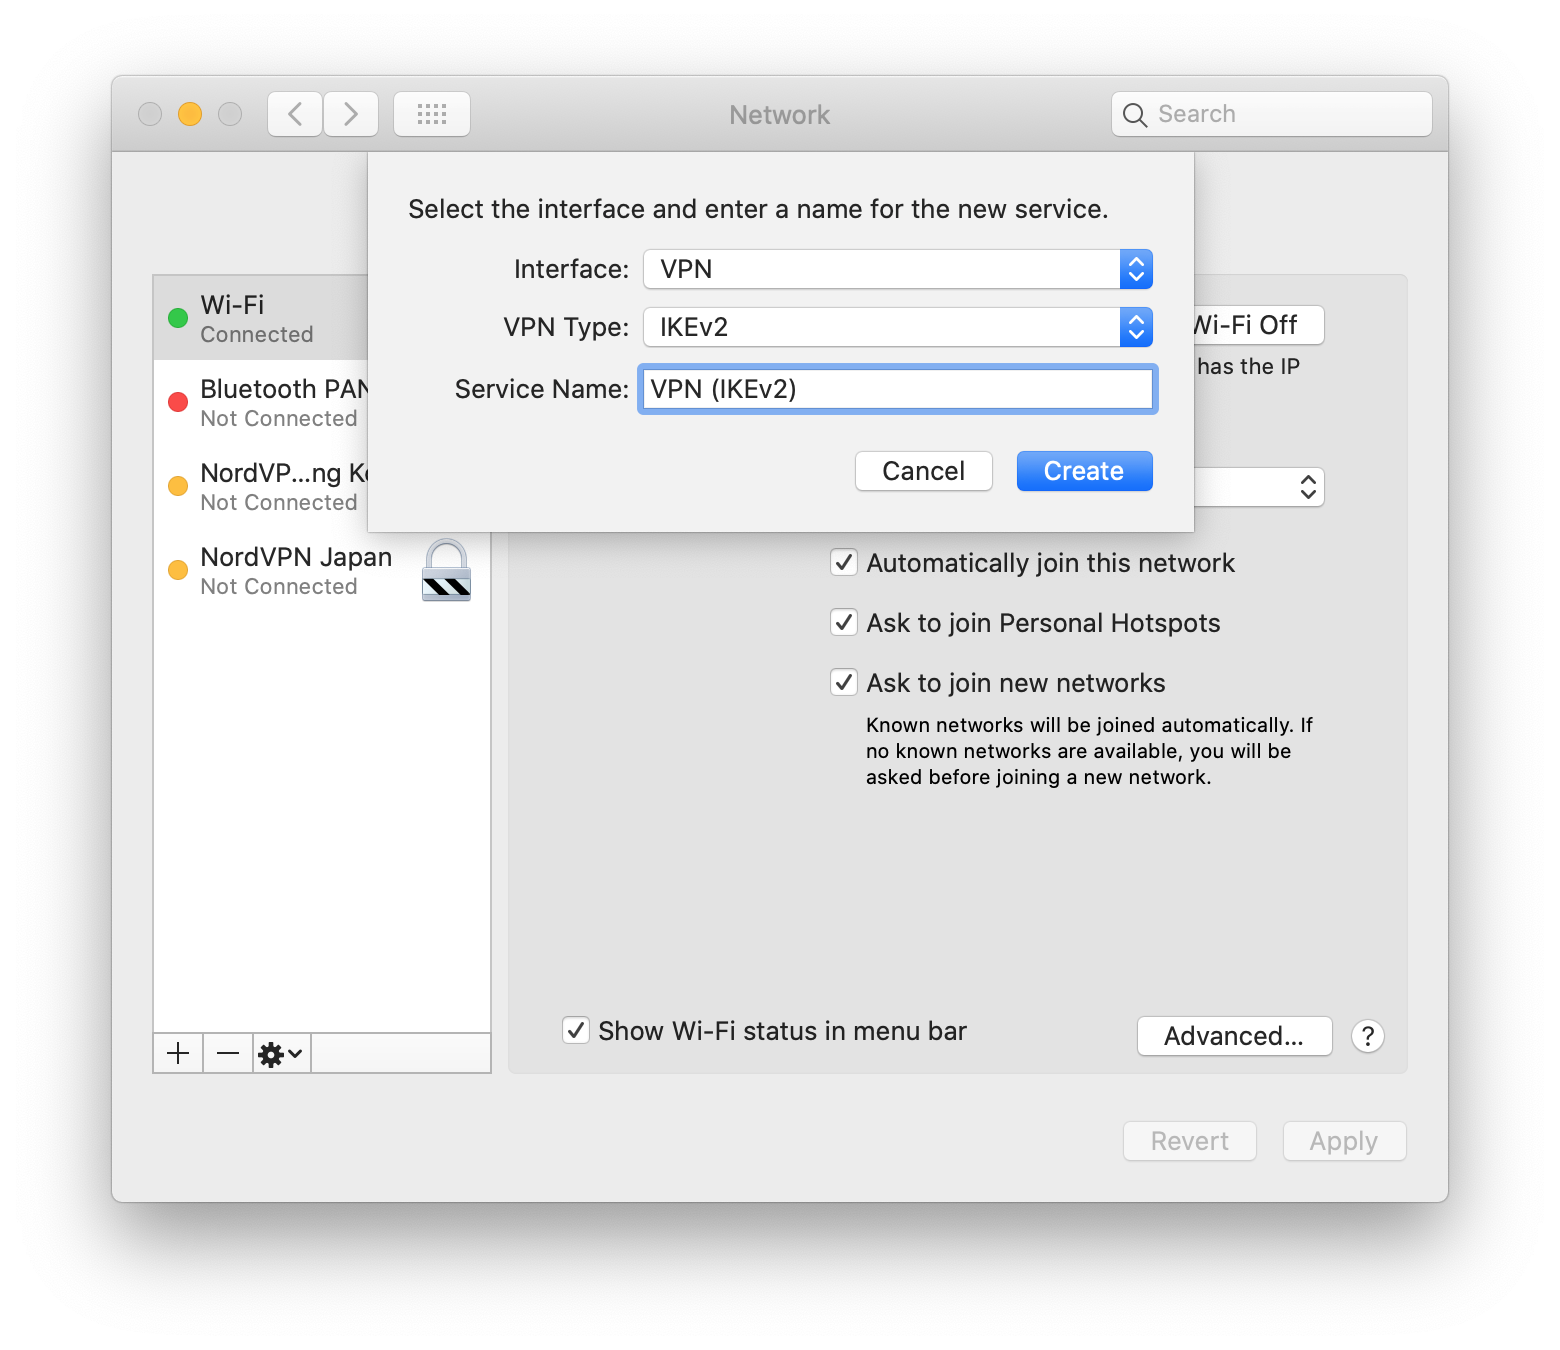 Network
Search
Select the interface and enter a name for the new service.
Interface: VPN
VPN Type: IKEv2
Service Name: VPN (IKEv2)
Cancel
Create
Wi-Fi
Connected
Bluetooth PAN
Not Connected
NordVP...ng
Not Connected
NordVPN Japan
Not Connected
Wi-Fi Off
has the IP
Automatically join this network
Ask to join Personal Hotspots
Ask to join new networks
Known networks will be joined automatically. If
no known networks are available, you will be
asked before joining a new network.
Show Wi-Fi status in menu bar
Advanced...
?
Revert
Apply